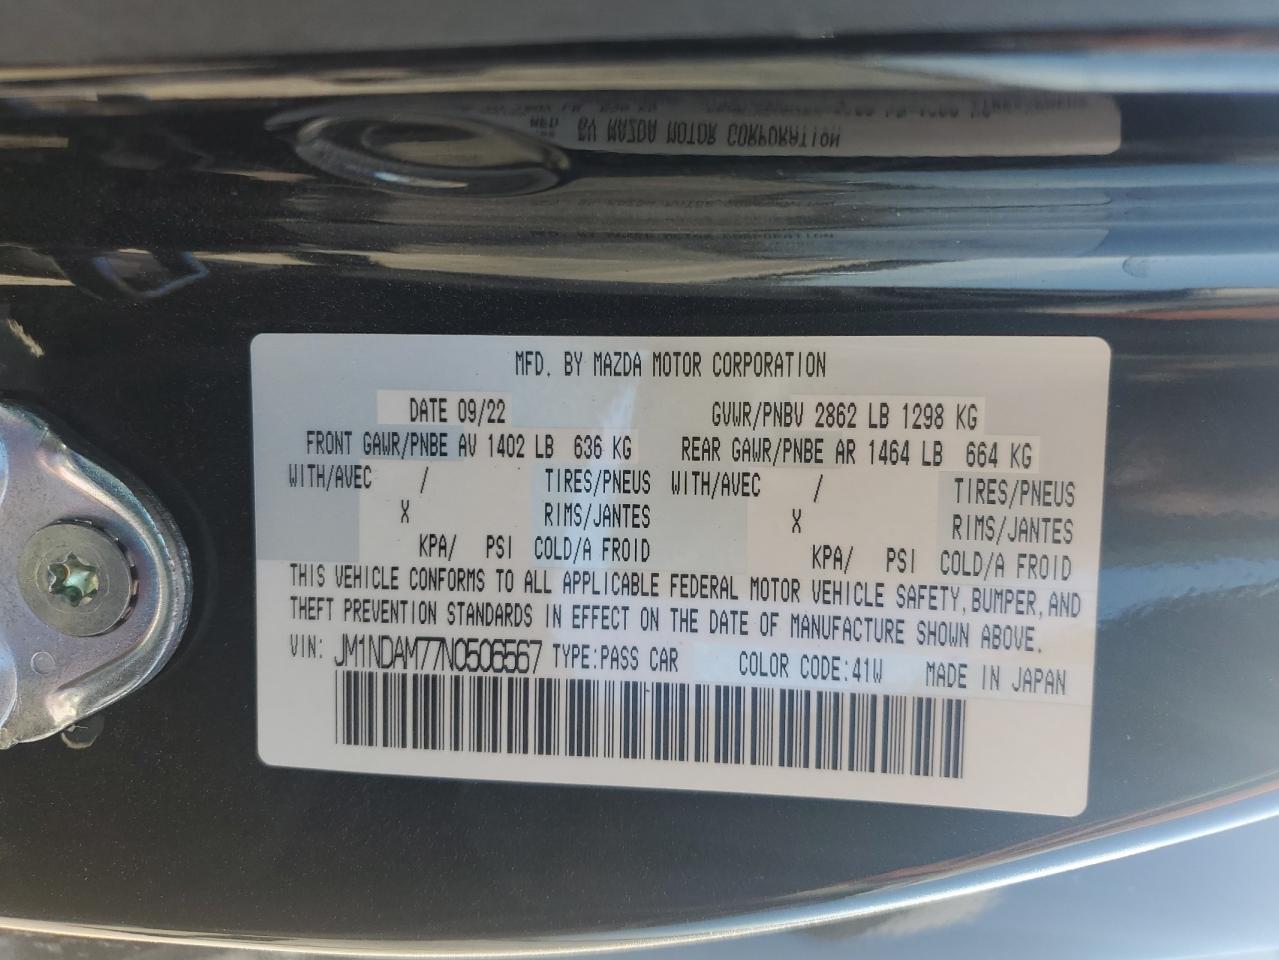 MFD. BY MAZDA MOTOR CORPORATION
DATE 09/22 GVWR/PNBV 2862 LB 1298 KG
FRONT GAWR/PNBE AV 1402 LB 636 KG REAR GAWR/PNBE AR 1464 LB 664 KG
WITH/AVEC / TIRES/PNEUS WITH/AVEC / TIRES/PNEUS
X RIMS/JANTES X RIMS/JANTES
KPA/ PSI COLD/A FROID KPA/ PSI COLD/A FROID
THIS VEHICLE CONFORMS TO ALL APPLICABLE FEDERAL MOTOR VEHICLE SAFETY, BUMPER, AND
THEFT PREVENTION STANDARDS IN EFFECT ON THE DATE OF MANUFACTURE SHOWN ABOVE.
VIN: JM1NDAM77N0506567 TYPE:PASS CAR COLOR CODE:41W MADE IN JAPAN